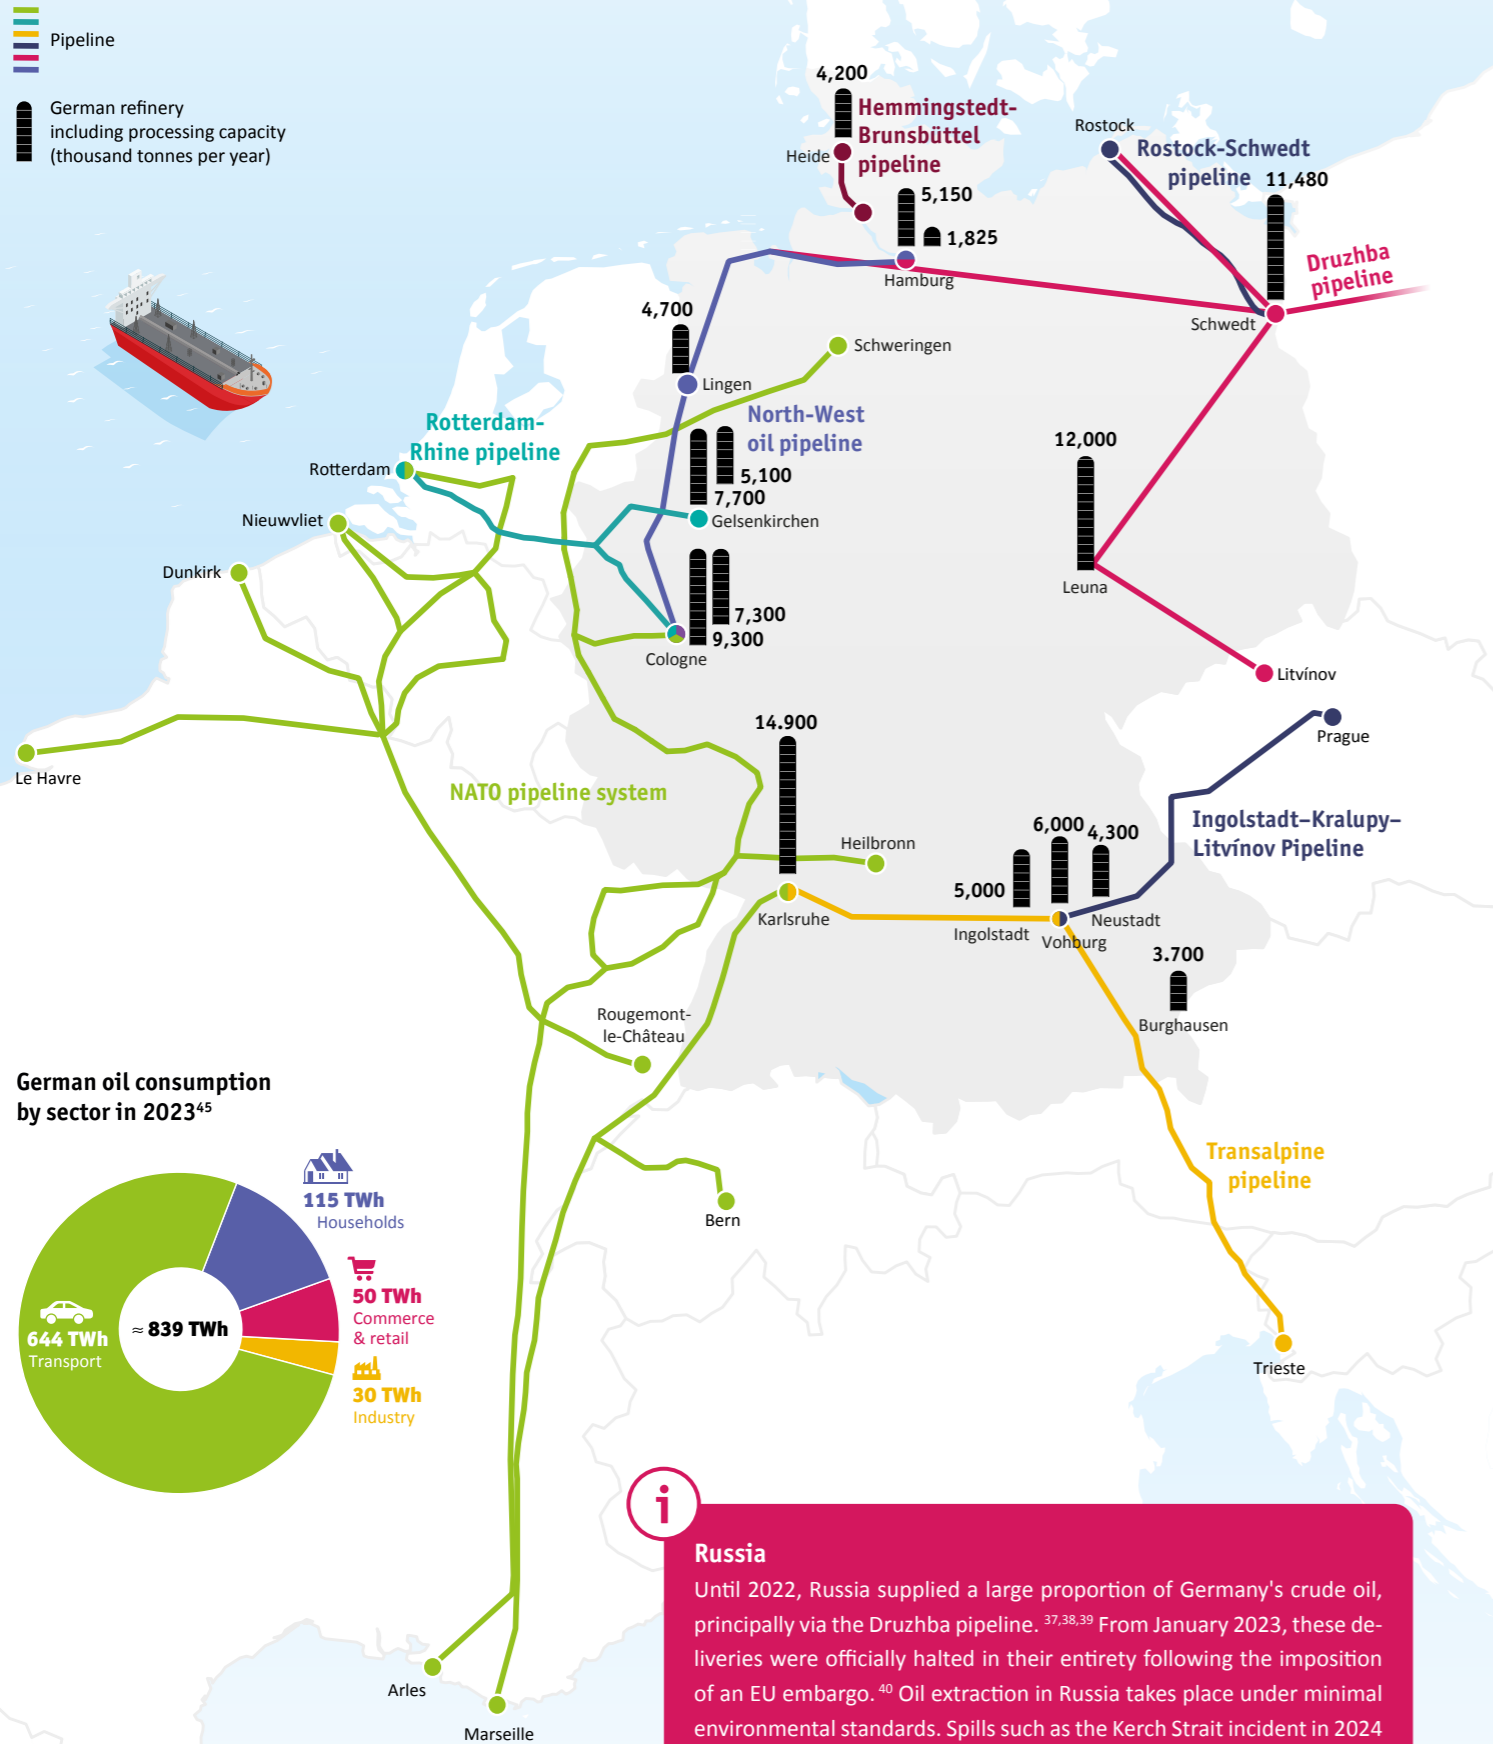 Pipeline
German refinery
including processing capacity
(thousand tonnes per year)
4,200
Hemmingstedt-
Brunsbüttel
pipeline
Heide
Rostock
Rostock-Schwedt
pipeline
11,480
5,150
1,825
Hamburg
Druzhba
pipeline
Schwedt
4,700
Schweringen
Lingen
North-West
oil pipeline
Rotterdam-
Rhine pipeline
Rotterdam
12,000
5,100
7,700
Gelsenkirchen
Nieuwvliet
Dunkirk
Leuna
7,300
9,300
Cologne
Litvínov
14.900
Prague
Le Havre
NATO pipeline system
Ingolstadt–Kralupy–
Litvínov Pipeline
6,000
4,300
Heilbronn
5,000
Karlsruhe
Ingolstadt
Vohburg
Neustadt
3.700
Burghausen
Rougemont-
le-Château
German oil consumption
by sector in 2023⁴⁵
115 TWh
Households
50 TWh
Commerce
& retail
30 TWh
Industry
644 TWh
Transport
≈ 839 TWh
Bern
Transalpine
pipeline
Trieste
Arles
Marseille
i
Russia
Until 2022, Russia supplied a large proportion of Germany's crude oil,
principally via the Druzhba pipeline. ³⁷,³⁸,³⁹ From January 2023, these de-
liveries were officially halted in their entirety following the imposition
of an EU embargo. ⁴⁰ Oil extraction in Russia takes place under minimal
environmental standards. Spills such as the Kerch Strait incident in 2024